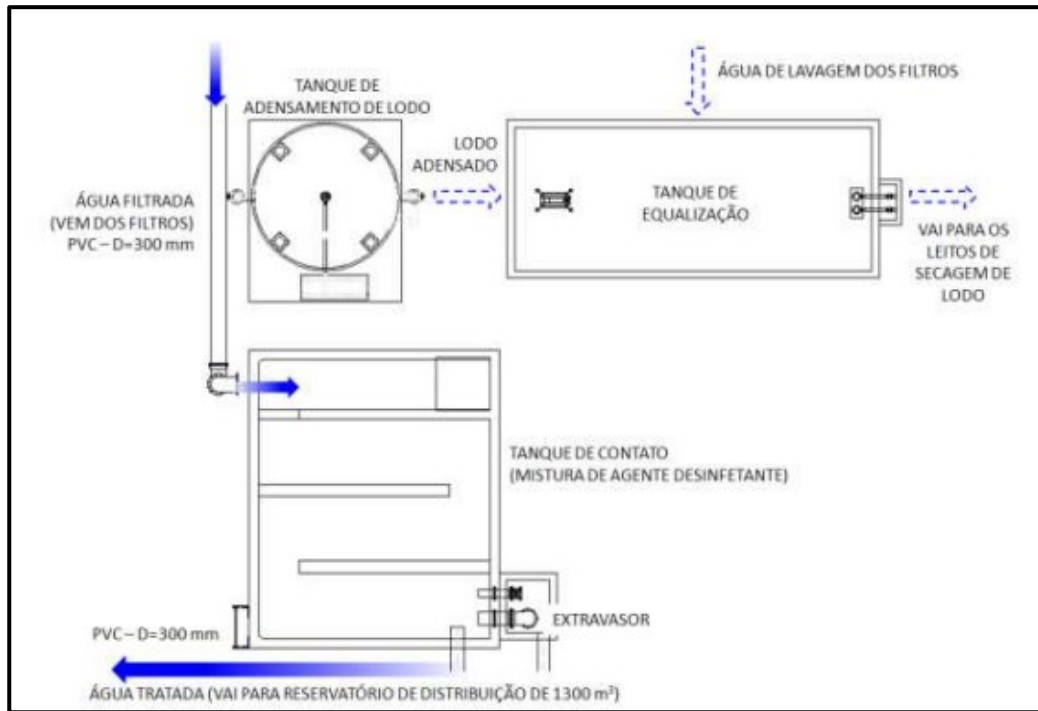 TANQUE DE
ADENSAMENTO DE LODO
ÁGUA DE LAVAGEM DOS FILTROS
LODO
ADENSADO
ÁGUA FILTRADA
(VEM DOS FILTROS)
PVC – D=300 mm
TANQUE DE
EQUALIZAÇÃO
VAI PARA OS
LEITOS DE
SECAGEM DE
LODO
TANQUE DE CONTATO
(MISTURA DE AGENTE DESINFETANTE)
EXTRAVASOR
PVC – D=300 mm
ÁGUA TRATADA (VAI PARA RESERVATÓRIO DE DISTRIBUIÇÃO DE 1300 m³)